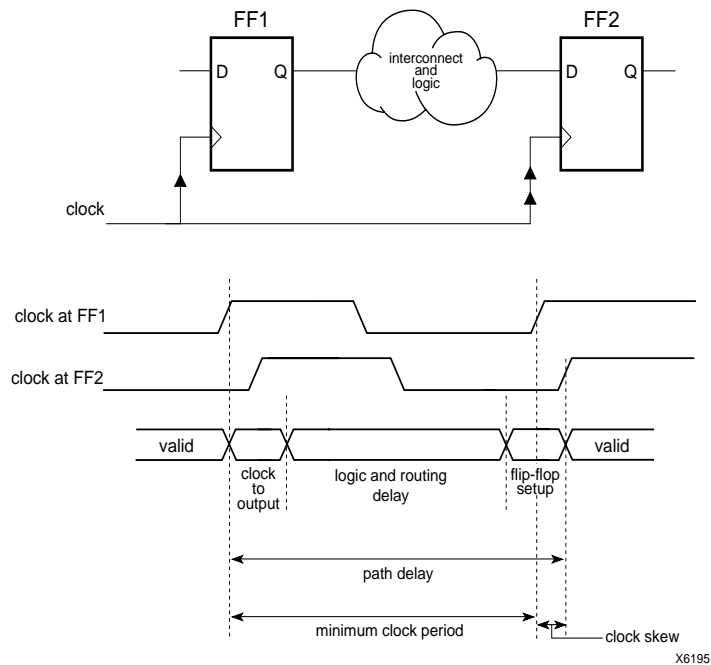 FF1
FF2
interconnect
and
logic
D Q
D Q
clock
clock at FF1
clock at FF2
valid
valid
clock
to
output
logic and routing
delay
flip-flop
setup
path delay
minimum clock period
clock skew
X6195